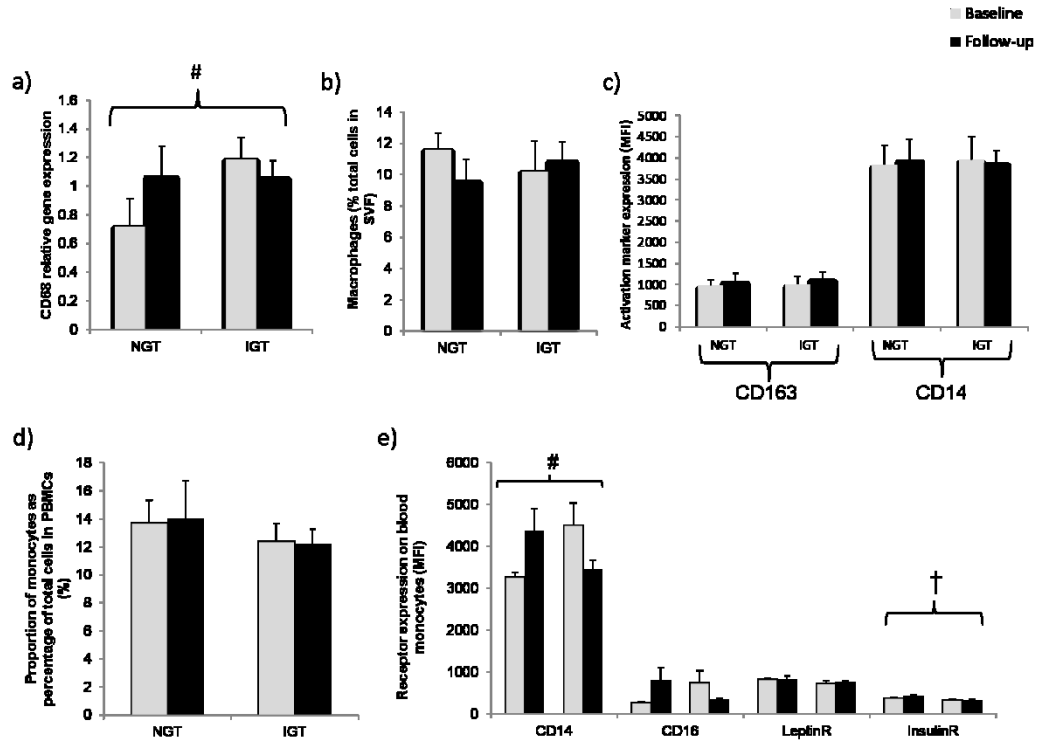 Baseline
Follow-up
a)
#
CD68 relative gene expression
1.6
1.4
1.2
1
0.8
0.6
0.4
0.2
0
NGT
IGT
b)
Macrophages (% total cells in
SVF)
14
12
10
8
6
4
2
0
NGT
IGT
c)
Activation marker expression (MFI)
5000
4500
4000
3500
3000
2500
2000
1500
1000
500
0
NGT
IGT
NGT
IGT
CD163
CD14
d)
Proportion of monocytes as
percentage of total cells in PBMCs
(%)
18
16
14
12
10
8
6
4
2
0
NGT
IGT
e)
Receptor expression on blood
monocytes (MFI)
6000
5000
4000
3000
2000
1000
0
#
†
CD14
CD16
LeptinR
InsulinR